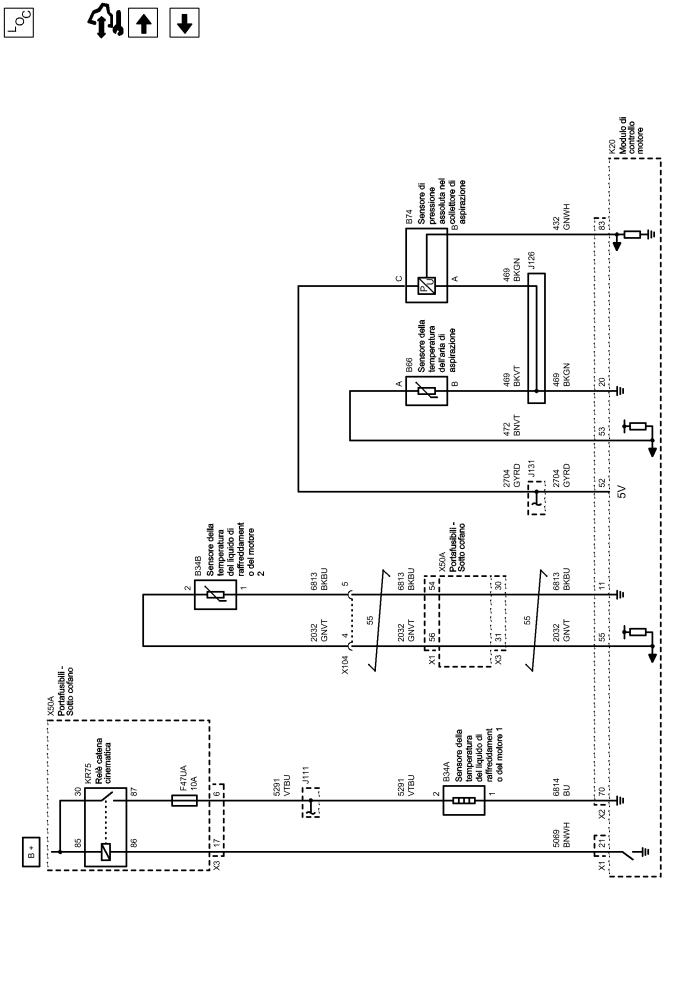 LOC
B +
X50A
Portafusibili -
Sotto cofano
KR75
Relè catena
cinematica
30
87
85
86
F47UA
10A
X3
17
6
5291
VTBU
J111
5291
VTBU
2
B34A
Sensore della
temperatura
del liquido di
raffreddament
o del motore 1
1
6814
BU
5069
BNWH
X1
21
X2
70
2
B34B
Sensore della
temperatura
del liquido di
raffreddament
o del motore
2
1
2032
GNVT
6813
BKBU
X104
4
5
55
2032
GNVT
6813
BKBU
X50A
Portafusibili -
Sotto cofano
X1
56
54
X3
31
30
55
2032
GNVT
6813
BKBU
55
11
2704
GYRD
J131
2704
GYRD
52
5V
472
BNVT
53
A
B66
Sensore della
temperatura
dell'aria di
aspirazione
B
469
BKVT
469
BKGN
20
C
B74
Sensore di
pressione
assoluta nel
collettore di
aspirazione
P
U
A
B
469
BKGN
J126
432
GNWH
83
K20
Modulo di
controllo
motore